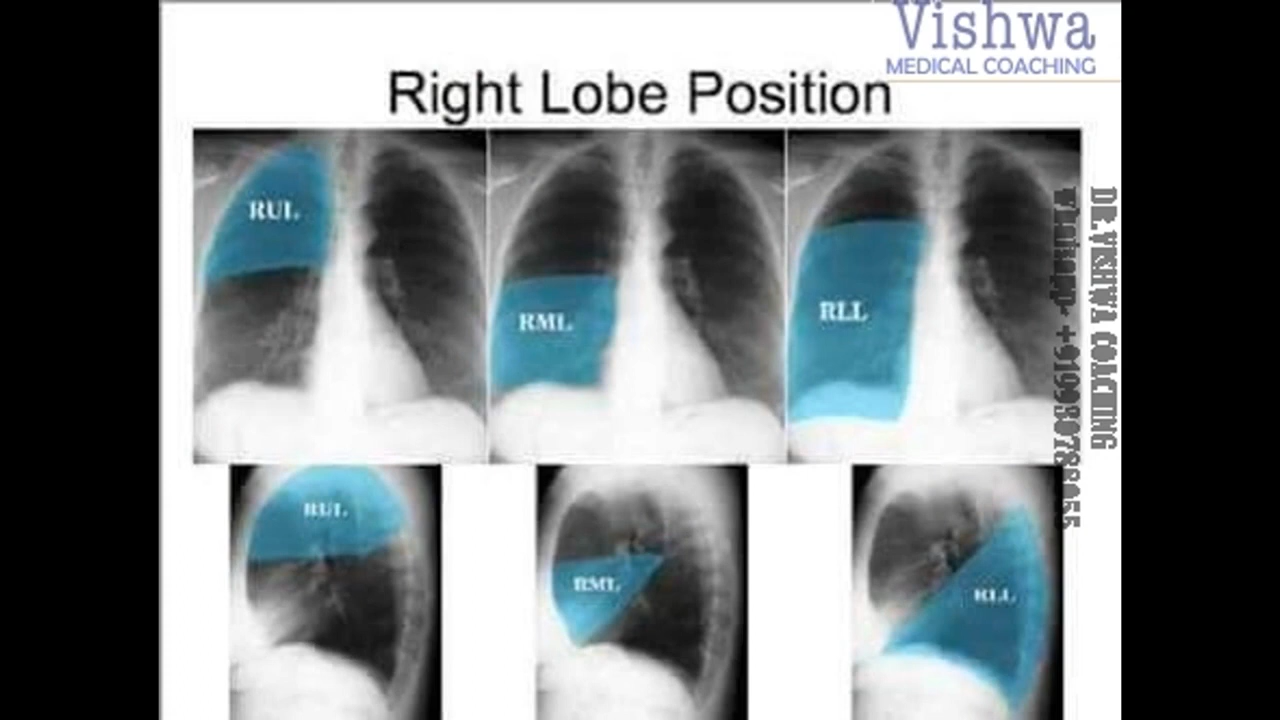 Vishwa
MEDICAL COACHING
Right Lobe Position
RUL
RML
RLL
RUL
RML
RLL
DR.VISHWA COACHING